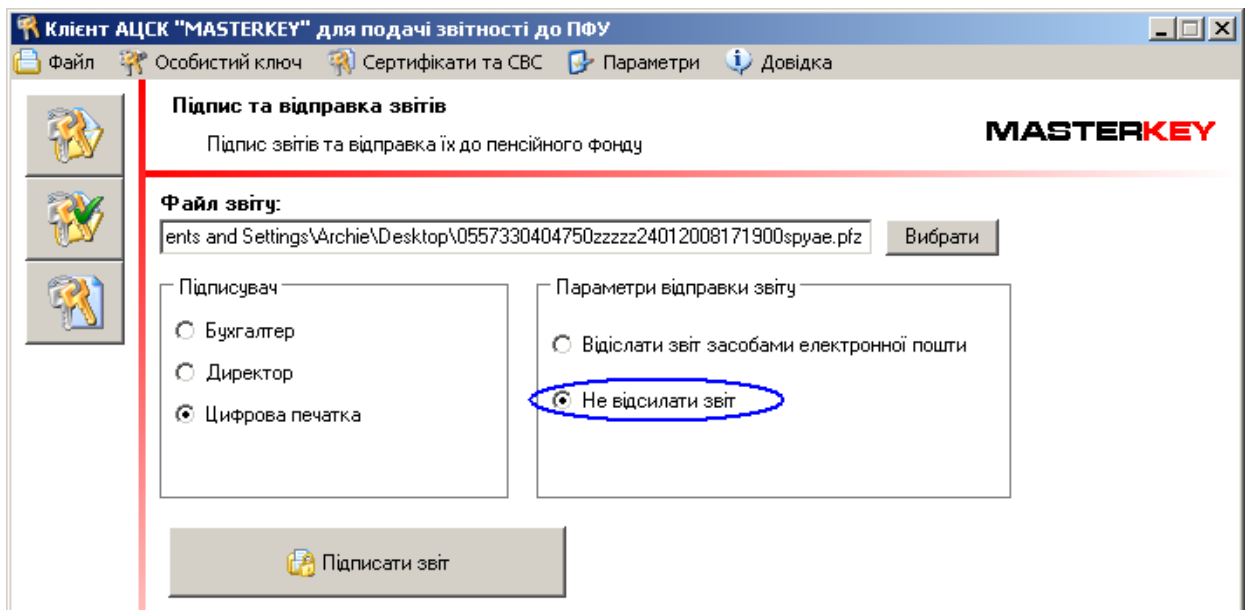 Клієнт АЦСК "MASTERKEY" для подачі звітності до ПФУ
Файл Особистий ключ Сертифікати та СВС Параметри Довідка
Підпис та відправка звітів
Підпис звітів та відправка їх до пенсійного фонду
MASTERKEY
Файл звіту:
ents and Settings\Archie\Desktop\0557330404750zzzzz24012008171900spyae.pfz Вибрати
Підписувач
Бухгалтер
Директор
Цифрова печатка
Параметри відправки звіту
Відіслати звіт засобами електронної пошти
Не відсилати звіт
Підписати звіт